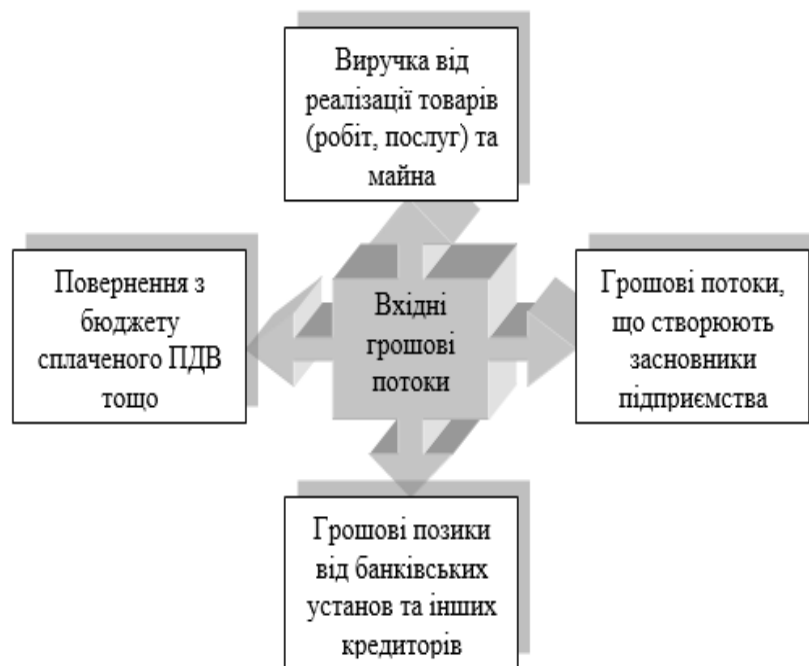 Виручка від
реалізації товарів
(робіт, послуг) та
майна
Повернення з
бюджету
сплаченого ПДВ
тощо
Вхідні
грошові
потоки
Грошові потоки,
що створюють
засновники
підприємства
Грошові позики
від банківських
установ та інших
кредиторів